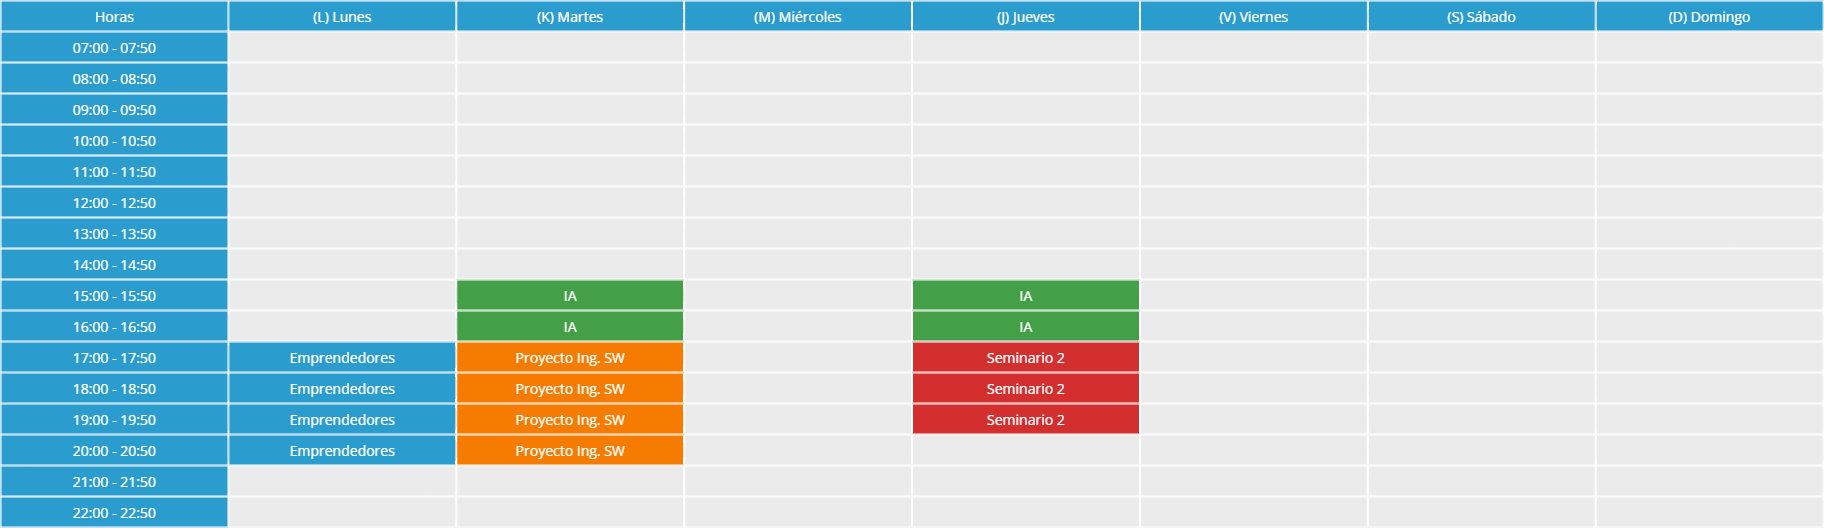 Horas (L) Lunes (K) Martes (M) Miércoles (J) Jueves (V) Viernes (S) Sábado (D) Domingo
07:00 - 07:50
08:00 - 08:50
09:00 - 09:50
10:00 - 10:50
11:00 - 11:50
12:00 - 12:50
13:00 - 13:50
14:00 - 14:50
15:00 - 15:50 IA IA
16:00 - 16:50 IA IA
17:00 - 17:50 Emprendedores Proyecto Ing. SW Seminario 2
18:00 - 18:50 Emprendedores Proyecto Ing. SW Seminario 2
19:00 - 19:50 Emprendedores Proyecto Ing. SW Seminario 2
20:00 - 20:50 Emprendedores Proyecto Ing. SW
21:00 - 21:50
22:00 - 22:50